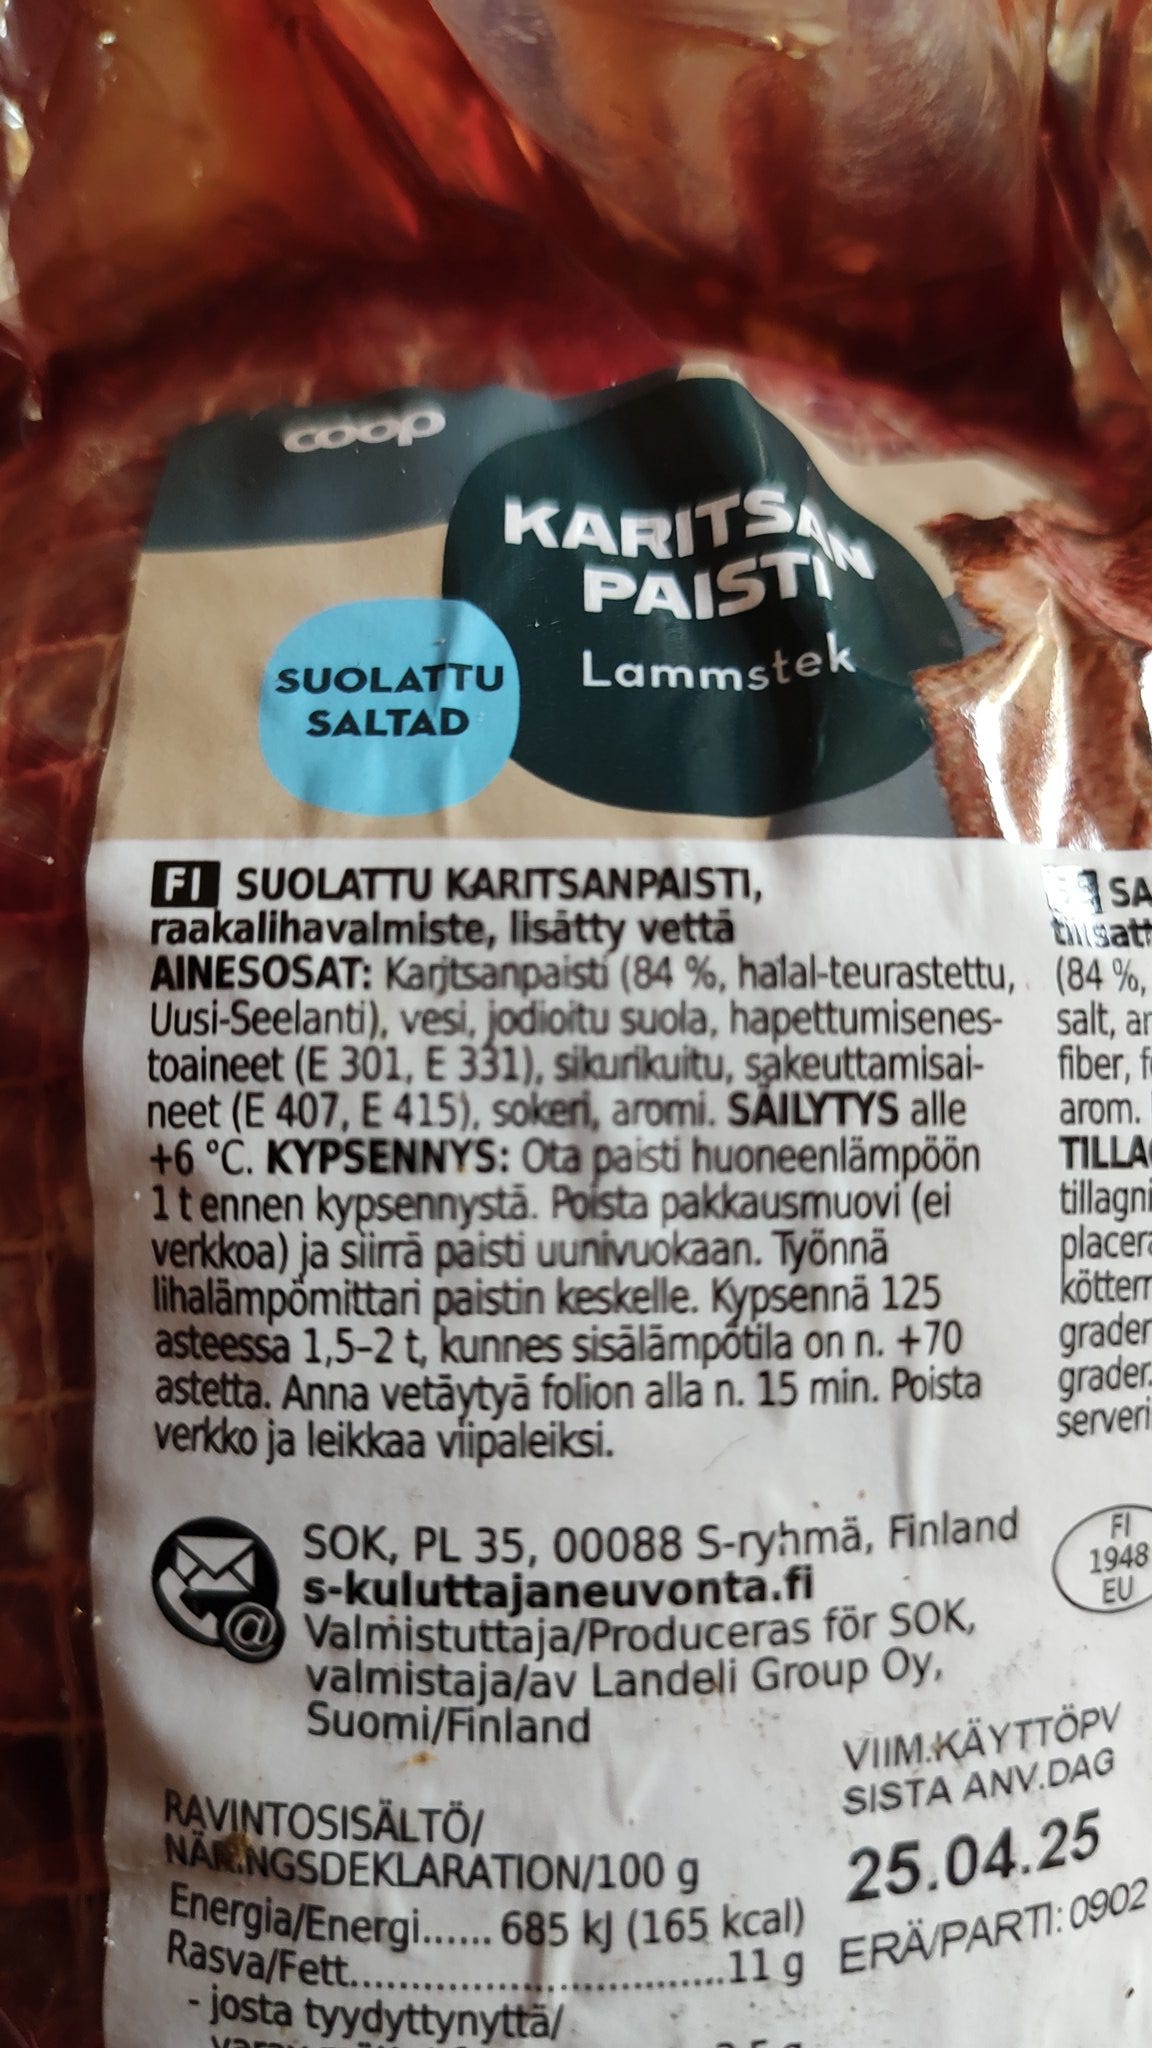 coop
KARITSAN
PAISTI
Lammstek
SUOLATTU
SALTAD
FI SUOLATTU KARITSANPAISTI,
raakalihavalmiste, lisätty vettä
AINESOSAT: Karitsanpaisti (84 %, halal-teurastettu,
Uusi-Seelanti), vesi, jodioitu suola, hapettumisenes-
toaineet (E 301, E 331), sikurikuitu, sakeuttamisai-
neet (E 407, E 415), sokeri, aromi. SÄILYTYS alle
+6 °C. KYPSENNYS: Ota paisti huoneenlämpöön
1 t ennen kypsennystä. Poista pakkausmuovi (ei
verkkoa) ja siirrä paisti uunivuokaan. Työnnä
lihalämpömittari paistin keskelle. Kypsennä 125
asteessa 1,5-2 t, kunnes sisälämpötila on n. +70
astetta. Anna vetäytyä folion alla n. 15 min. Poista
verkko ja leikkaa viipaleiksi.
SA
(84 %,
salt,
fiber,
arom.
TILLA
tillagni
placera
kötterm
grader
grader.
serveri
SOK, PL 35, 00088 S-ryhmä, Finland
s-kuluttajaneuvonta.fi
Valmistuttaja/Produceras för SOK,
valmistaja/av Landeli Group Oy,
Suomi/Finland
FI
1948
EU
VIIM.KÄYTTÖPV
SISTA ANV.DAG
25.04.25
ERÄ/PARTI: 0902
RAVINTOSISÄLTÖ/
NÄRINGSDEKLARATION/100 g
Energia/Energi...... 685 kJ (165 kcal)
Rasva/Fett.................................11 g
- josta tyydyttynyttä/